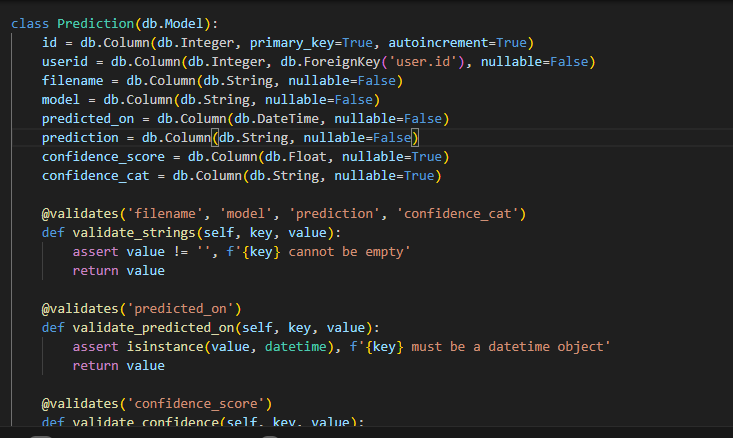 class Prediction(db.Model):
    id = db.Column(db.Integer, primary_key=True, autoincrement=True)
    userid = db.Column(db.Integer, db.ForeignKey('user.id'), nullable=False)
    filename = db.Column(db.String, nullable=False)
    model = db.Column(db.String, nullable=False)
    predicted_on = db.Column(db.DateTime, nullable=False)
    prediction = db.Column(db.String, nullable=False)
    confidence_score = db.Column(db.Float, nullable=True)
    confidence_cat = db.Column(db.String, nullable=True)
    @validates('filename', 'model', 'prediction', 'confidence_cat')
    def validate_strings(self, key, value):
        assert value != '', f'{key} cannot be empty'
        return value
    @validates('predicted_on')
    def validate_predicted_on(self, key, value):
        assert isinstance(value, datetime), f'{key} must be a datetime object'
        return value
    @validates('confidence_score')
    def validate_confidence(self, key, value):